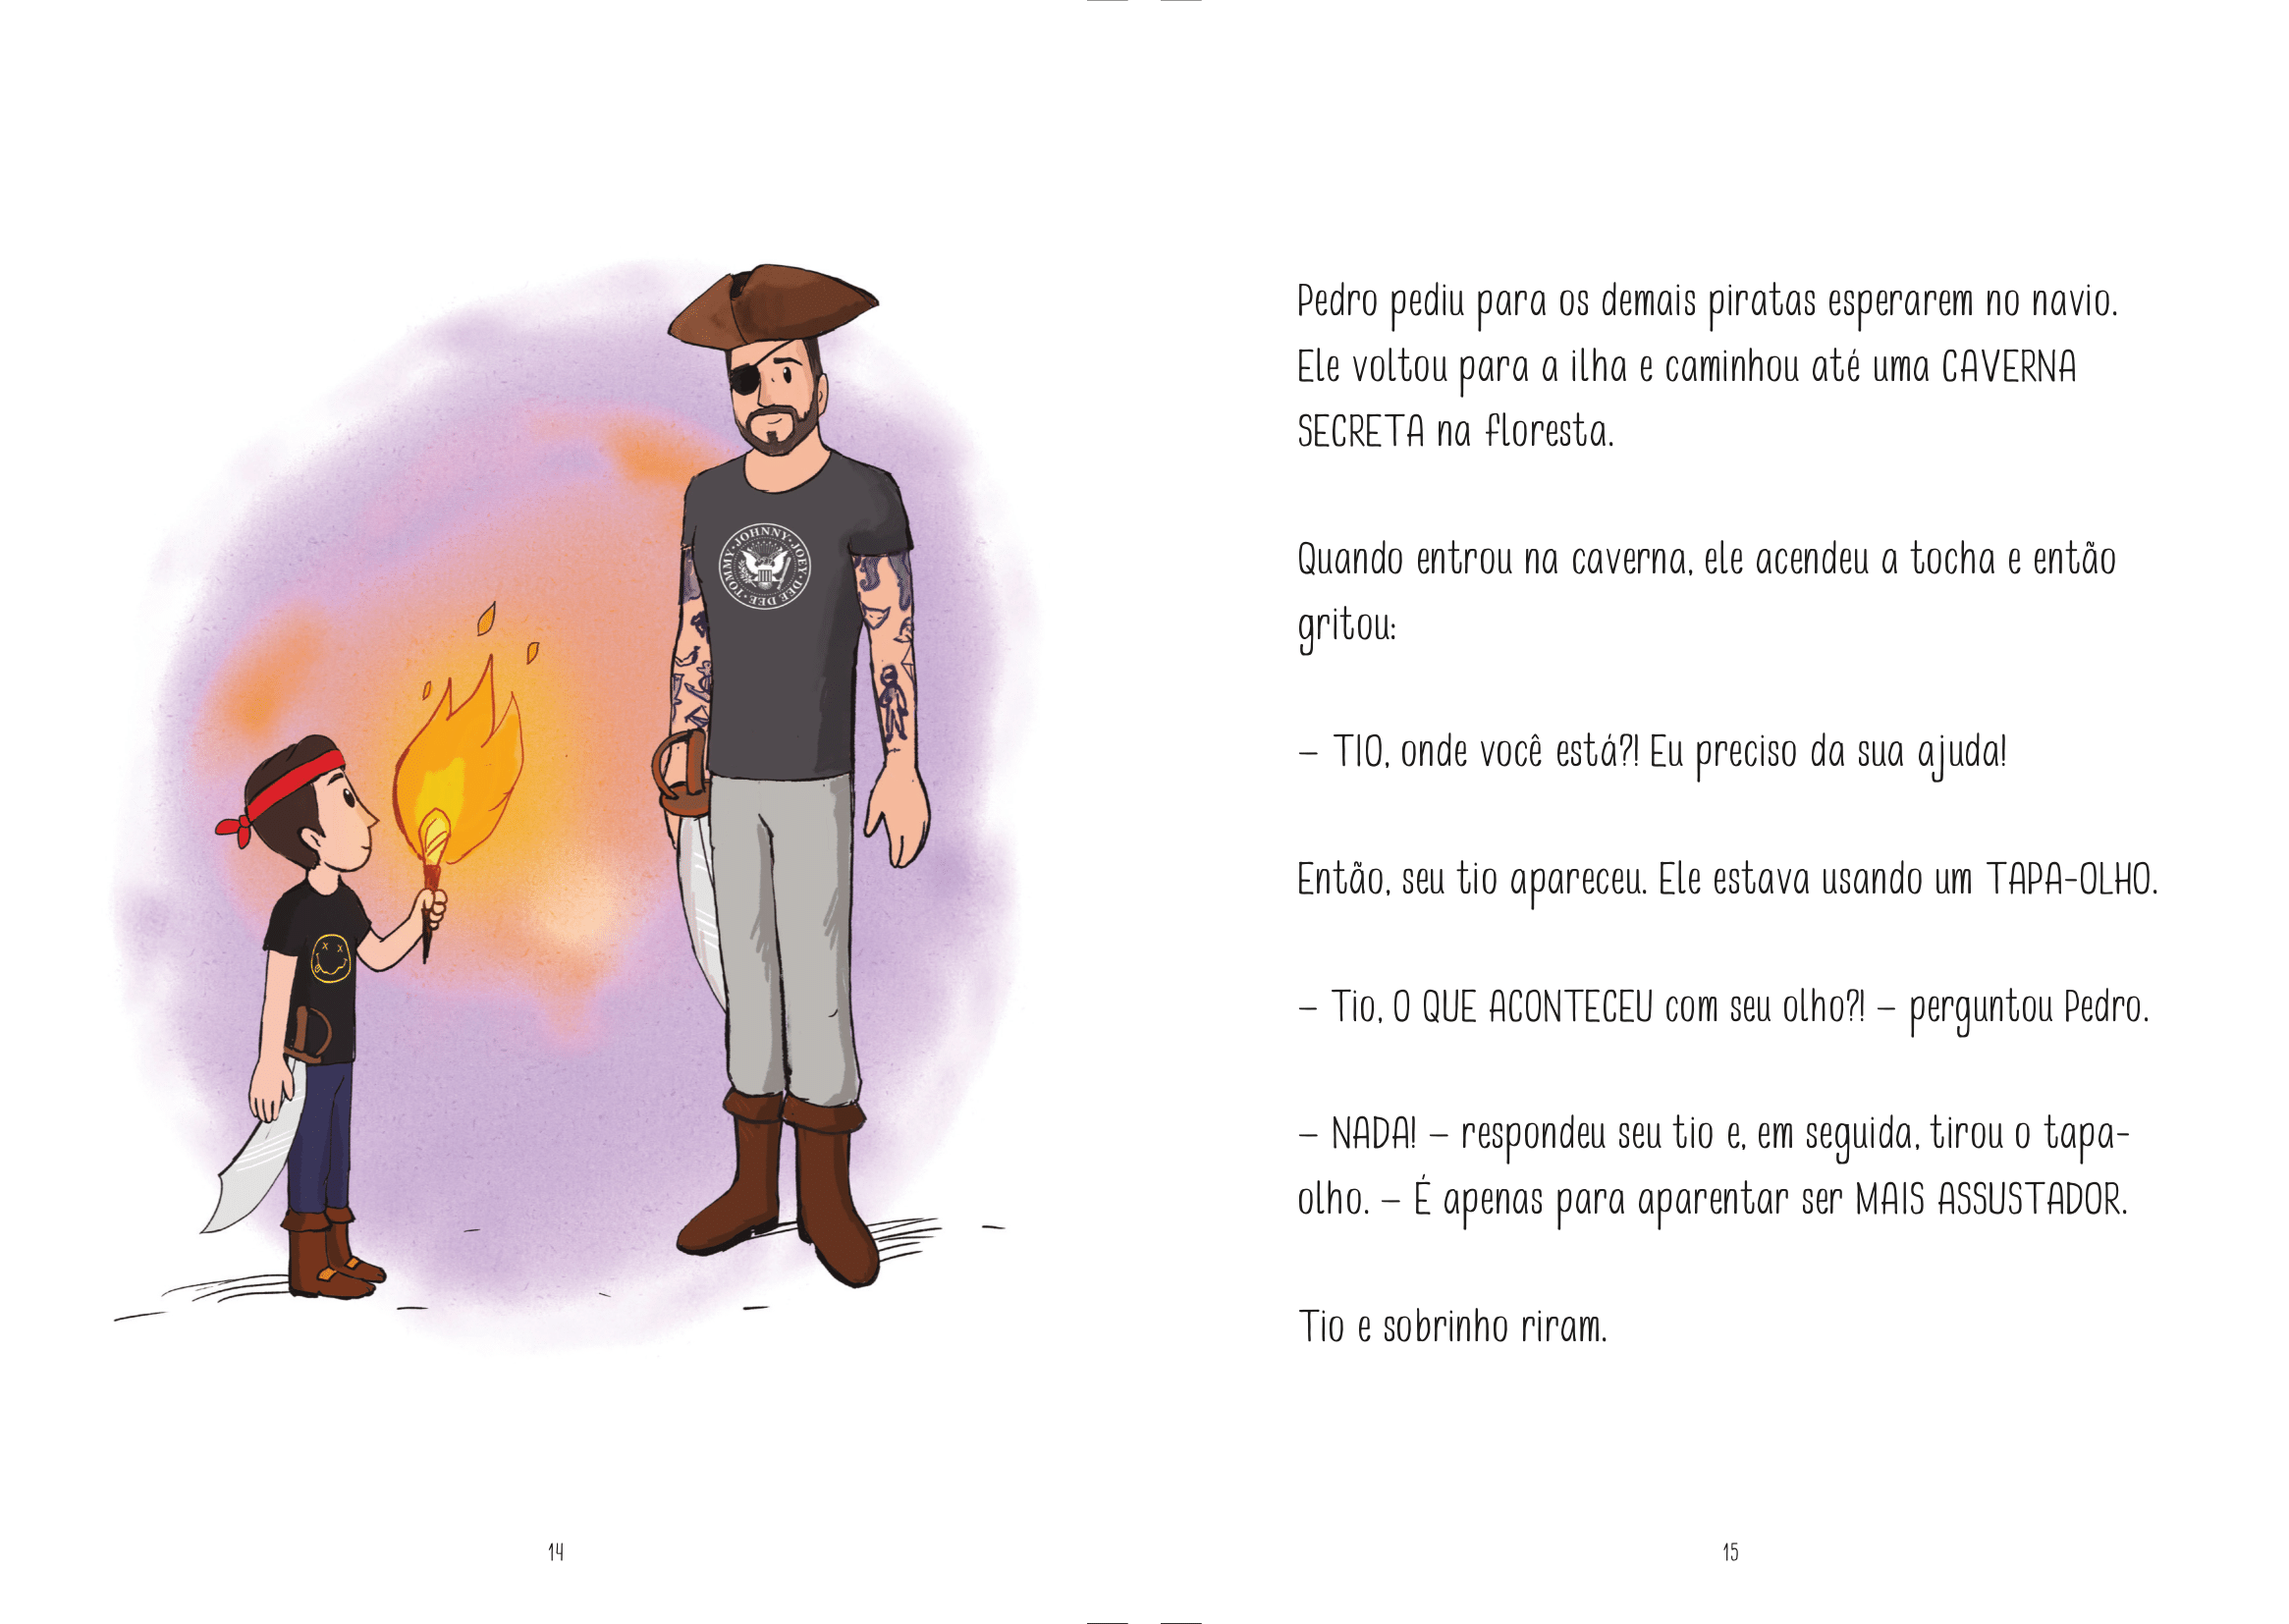 TOMMY · JOHNNY · JOEY · DEE DEE ·
14
Pedro pediu para os demais piratas esperarem no navio.
Ele voltou para a ilha e caminhou até uma CAVERNA
SECRETA na floresta.
Quando entrou na caverna, ele acendeu a tocha e então
gritou:
– TIO, onde você está?! Eu preciso da sua ajuda!
Então, seu tio apareceu. Ele estava usando um TAPA-OLHO.
– Tio, O QUE ACONTECEU com seu olho?! – perguntou Pedro.
– NADA! – respondeu seu tio e, em seguida, tirou o tapa-
olho. – É apenas para aparentar ser MAIS ASSUSTADOR.
Tio e sobrinho riram.
15